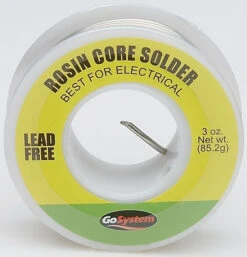 ROSIN CORE SOLDER
BEST FOR ELECTRICAL
LEAD
FREE
3 oz.
Net wt.
(85.2g)
GoSystem